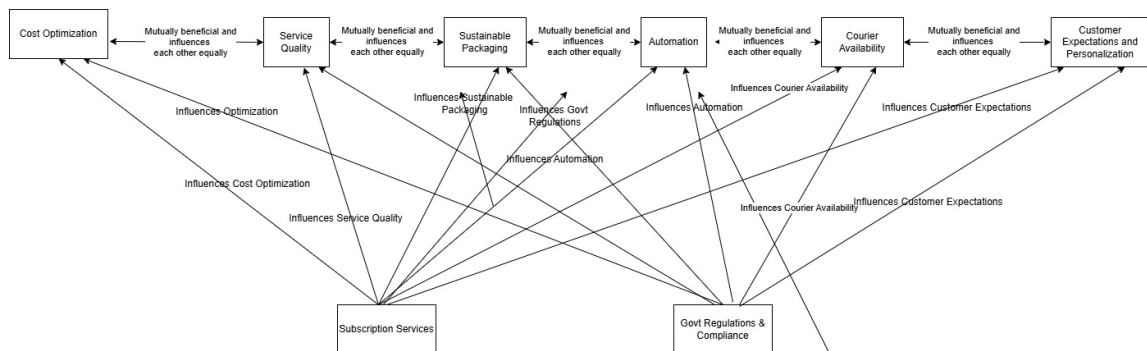 Cost Optimization
Mutually beneficial and
influences
each other equally
Service
Quality
Mutually beneficial and
influences
each other equally
Sustainable
Packaging
Mutually beneficial and
influences
each other equally
Automation
Mutually beneficial and
influences
each other equally
Courier
Availability
Mutually beneficial and
influences
each other equally
Customer
Expectations and
Personalization
Influences Optimization
Influences Sustainable
Packaging
Influences Govt
Regulations
Influences Automation
Influences Courier Availability
Influences Customer Expectations
Influences Automation
Influences Cost Optimization
Influences Service Quality
Influences Courier Availability
Influences Customer Expectations
Subscription Services
Govt Regulations &
Compliance